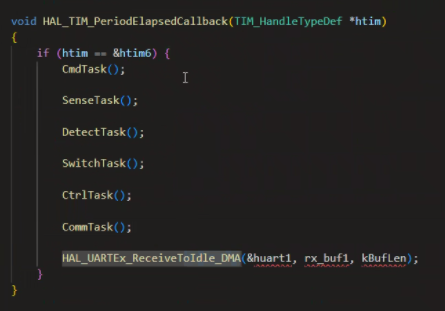 void HAL_TIM_PeriodElapsedCallback(TIM_HandleTypeDef *htim)
{
    if (htim == &htim6) {
        CmdTask();
        SenseTask();
        DetectTask();
        SwitchTask();
        CtrlTask();
        CommTask();
        HAL_UARTEx_ReceiveToIdle_DMA(&huart1, rx_buf1, kBufLen);
    }
}